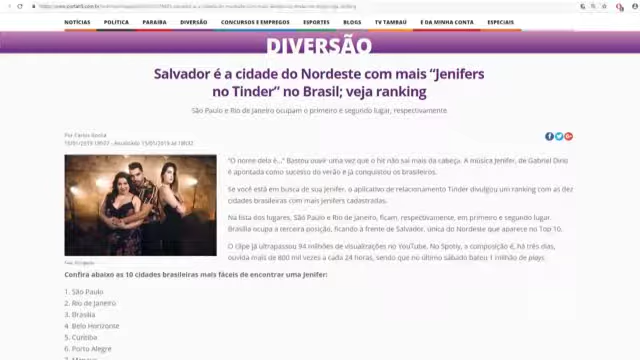 NOTÍCIAS POLÍTICA PARAÍBA DIVERSÃO CONCURSOS E EMPREGOS ESPORTES BLOGS TV TAMBAÚ É DA MINHA CONTA ESPECIAIS
DIVERSÃO
Salvador é a cidade do Nordeste com mais “Jenifers
no Tinder” no Brasil; veja ranking
São Paulo e Rio de Janeiro ocupam o primeiro e segundo lugar, respectivamente
Por Carlos Rocha
“O nome dela é...” Bastou ouvir uma vez que o hit não sai mais da cabeça. A música Jenifer, de Gabriel Diniz
é apontada como sucesso do verão e já conquistou os brasileiros.
Se você está em busca de sua Jenifer, o aplicativo de relacionamento Tinder divulgou um ranking com as dez
cidades brasileiras com mais Jenifers cadastradas.
Na lista dos lugares, São Paulo e Rio de Janeiro, ficam, respectivamente, em primeiro e segundo lugar.
Brasília ocupa a terceira posição, ficando à frente de Salvador, única do Nordeste que aparece no Top 10.
O clipe já ultrapassou 94 milhões de visualizações no YouTube. No Spotiy, a composição é, há três dias,
ouvida mais de 800 mil vezes a cada 24 horas, sendo que no último sábado bateu 1 milhão de plays.
Confira abaixo as 10 cidades brasileiras mais fáceis de encontrar uma Jenifer:
1. São Paulo
2. Rio de Janeiro
3. Brasília
4. Belo Horizonte
5. Curitiba
6. Porto Alegre